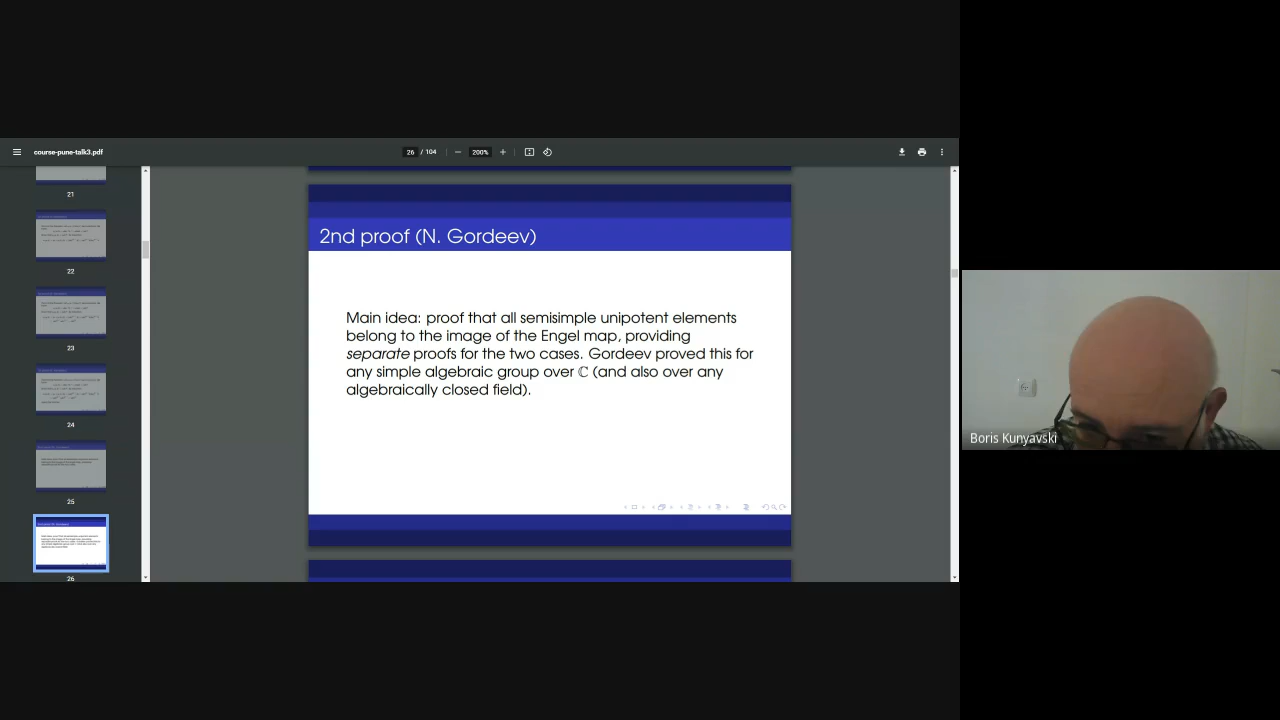 course-pune-talk3.pdf
26 / 104
200%
21
22
23
24
25
26
2nd proof (N. Gordeev)
Main idea: proof that all semisimple unipotent elements
belong to the image of the Engel map, providing
separate proofs for the two cases. Gordeev proved this for
any simple algebraic group over ℂ (and also over any
algebraically closed field).
Boris Kunyavski